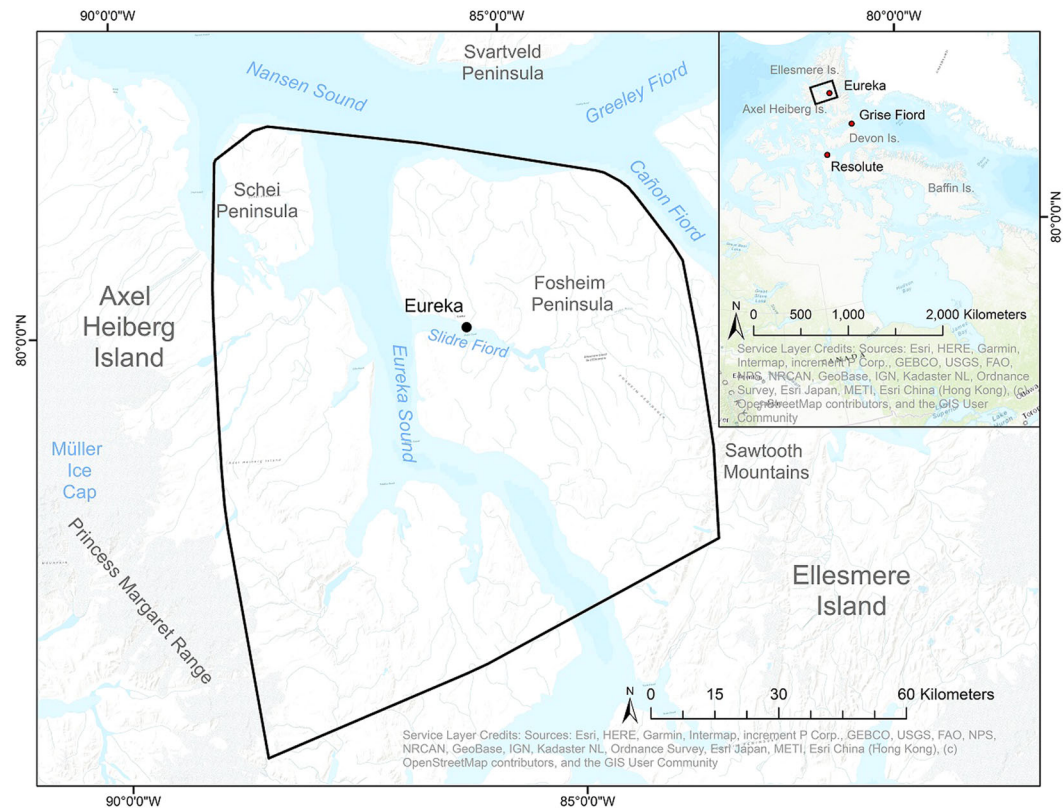 90°0'0"W
85°0'0"W
80°0'0"W
Svartveld
Peninsula
Nansen Sound
Greeley Fiord
Cañon Fiord
Schei
Peninsula
Axel
Heiberg
Island
Fosheim
Peninsula
Eureka
Slidre Fiord
Eureka Sound
80°0'0"N
80°0'0"N
Müller
Ice
Cap
Princess Margaret Range
Sawtooth
Mountains
Ellesmere
Island
Ellesmere Is.
Eureka
Axel Heiberg Is.
Grise Fiord
Devon Is.
Resolute
Baffin Is.
N
0 500 1,000 2,000 Kilometers
Service Layer Credits: Sources: Esri, HERE, Garmin,
Intermap, increment P Corp., GEBCO, USGS, FAO,
NPS, NRCAN, GeoBase, IGN, Kadaster NL, Ordnance
Survey, Esri Japan, METI, Esri China (Hong Kong), (c)
OpenStreetMap contributors, and the GIS User
Community
CANADA
N
0 15 30 60 Kilometers
Service Layer Credits: Sources: Esri, HERE, Garmin, Intermap, increment P Corp., GEBCO, USGS, FAO, NPS,
NRCAN, GeoBase, IGN, Kadaster NL, Ordnance Survey, Esri Japan, METI, Esri China (Hong Kong), (c)
OpenStreetMap contributors, and the GIS User Community
90°0'0"W
85°0'0"W